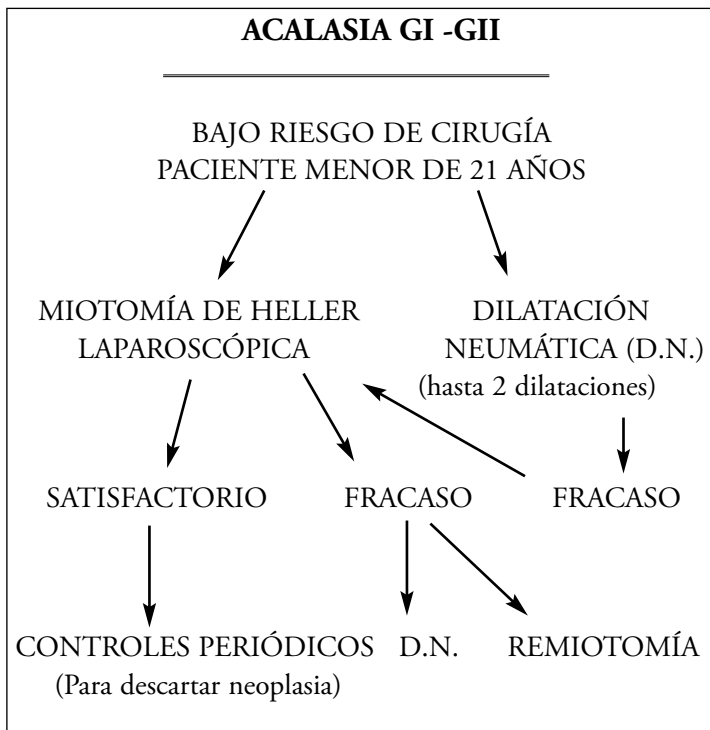 ACALASIA GI -GII
BAJO RIESGO DE CIRUGÍA
PACIENTE MENOR DE 21 AÑOS
MIOTOMÍA DE HELLER
LAPAROSCÓPICA
DILATACIÓN
NEUMÁTICA (D.N.)
(hasta 2 dilataciones)
SATISFACTORIO
FRACASO
FRACASO
CONTROLES PERIÓDICOS
(Para descartar neoplasia)
D.N.
REMIOTOMÍA